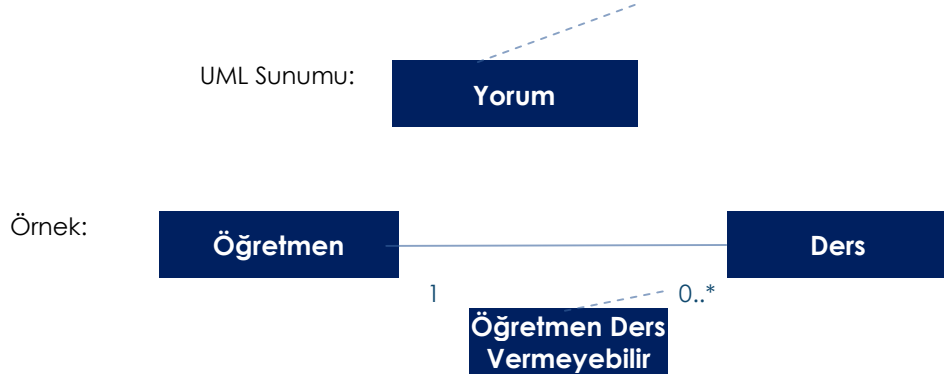 UML Sunumu:
Yorum
Örnek:
Öğretmen
Ders
1
0..*
Öğretmen Ders
Vermeyebilir